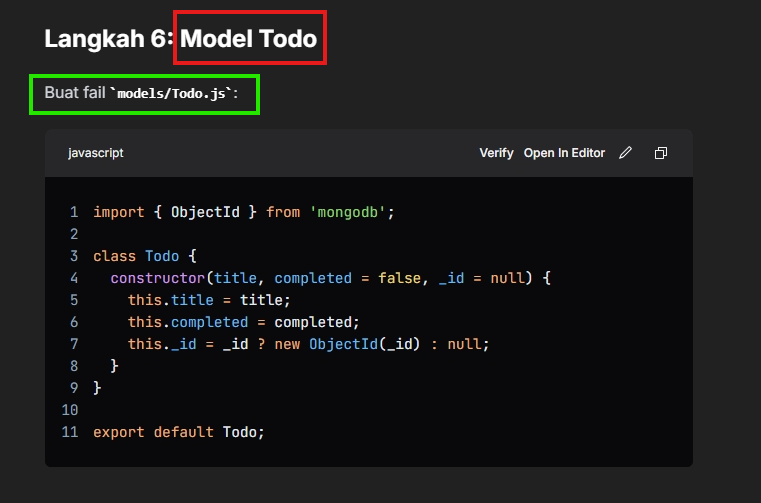 Langkah 6: Model Todo
Buat fail `models/Todo.js`:
javascript
Verify Open In Editor
1 import { ObjectId } from 'mongodb';
2
3 class Todo {
4   constructor(title, completed = false, _id = null) {
5     this.title = title;
6     this.completed = completed;
7     this._id = _id ? new ObjectId(_id) : null;
8   }
9 }
10
11 export default Todo;